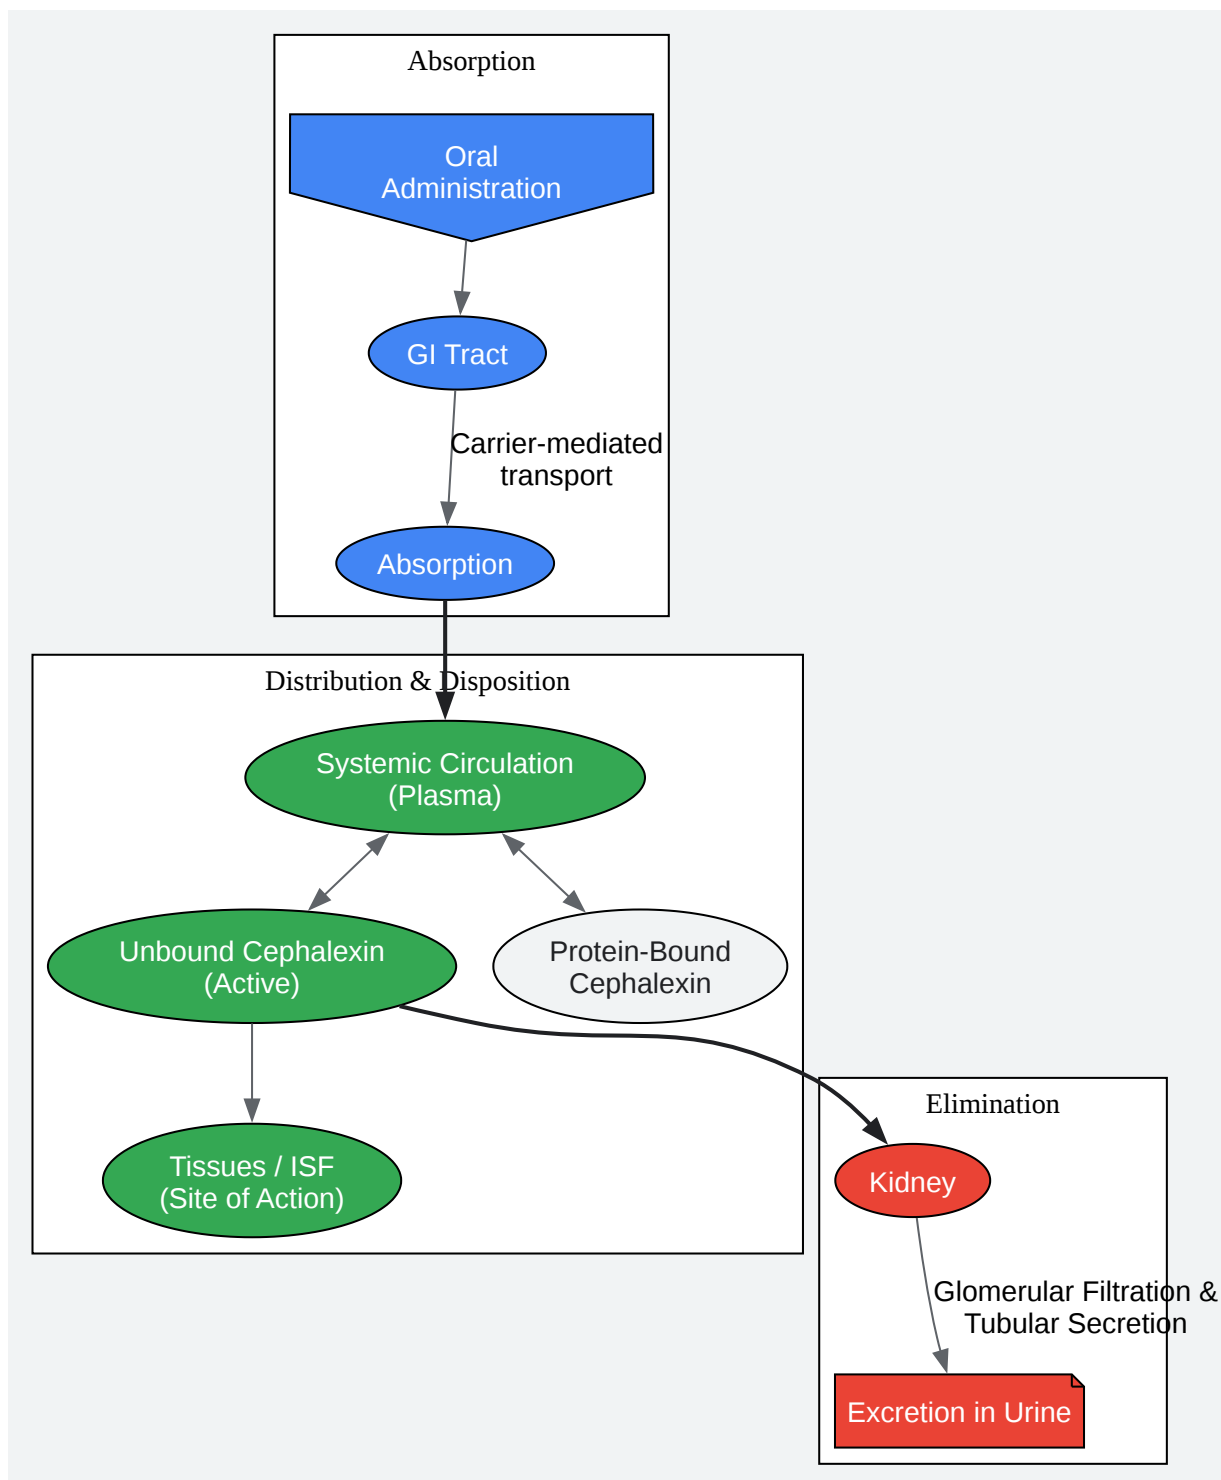 Absorption
Oral
Administration
GI Tract
Carrier-mediated
transport
Absorption
Distribution & Disposition
Systemic Circulation
(Plasma)
Unbound Cephalexin
(Active)
Protein-Bound
Cephalexin
Tissues / ISF
(Site of Action)
Elimination
Kidney
Glomerular Filtration &
Tubular Secretion
Excretion in Urine